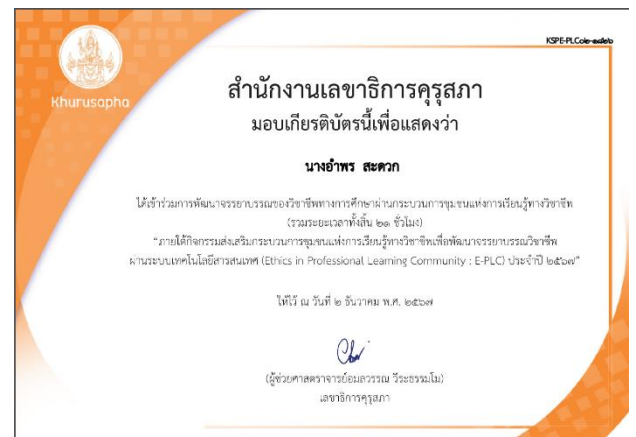 KSPE-PLC๐๒-๑๔๒๖
Khurusapha
สำนักงานเลขาธิการคุรุสภา
มอบเกียรติบัตรนี้เพื่อแสดงว่า
นางอำพร สะดวก
ได้เข้าร่วมการพัฒนาจรรยาบรรณของวิชาชีพทางการศึกษาผ่านกระบวนการชุมชนแห่งการเรียนรู้ทางวิชาชีพ
(รวมระยะเวลาทั้งสิ้น ๒๑ ชั่วโมง)
"ภายใต้กิจกรรมส่งเสริมกระบวนการชุมชนแห่งการเรียนรู้ทางวิชาชีพเพื่อพัฒนาจรรยาบรรณวิชาชีพ
ผ่านระบบเทคโนโลยีสารสนเทศ (Ethics in Professional Learning Community : E-PLC) ประจำปี ๒๕๖๗"
ให้ไว้ ณ วันที่ ๒ ธันวาคม พ.ศ. ๒๕๖๗
(ผู้ช่วยศาสตราจารย์อมลวรรณ วีระธรรมโม)
เลขาธิการคุรุสภา